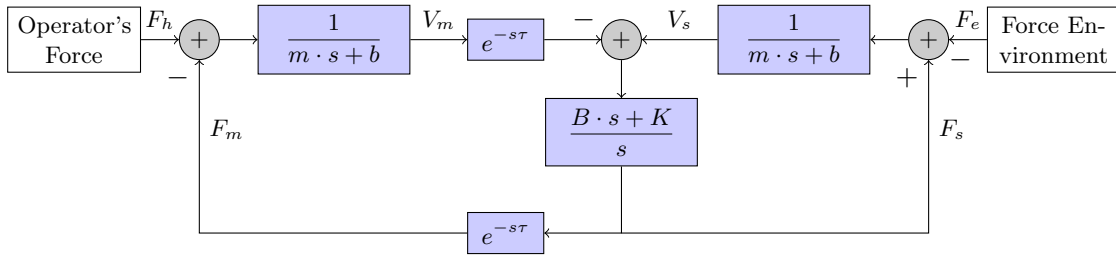 Operator's
Force
F_h
+
−
1
m · s + b
V_m
e^{-sτ}
−
+
V_s
1
m · s + b
+
+
−
F_e
Force En-
vironment
B · s + K
s
F_m
F_s
e^{-sτ}